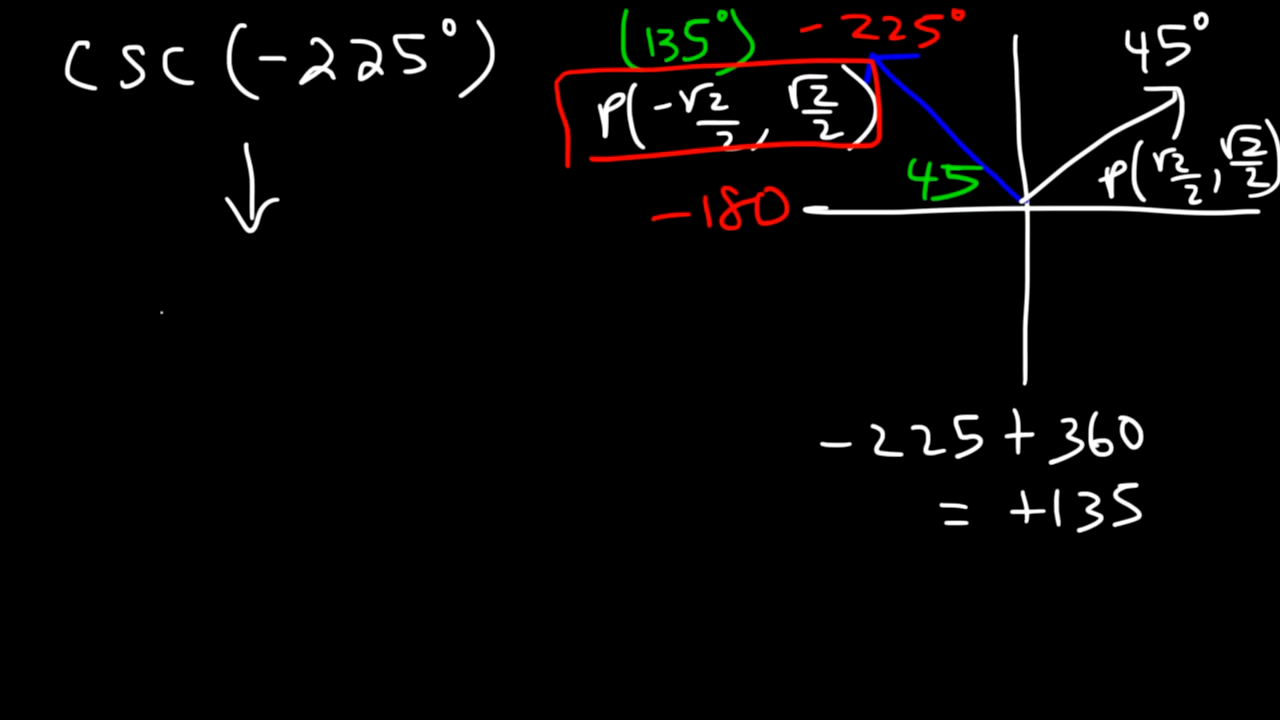 csc (-225°)
(135°) -225°
45°
P(-√2/2, √2/2)
45
P(√2/2, √2/2)
-180
-225 + 360
= +135